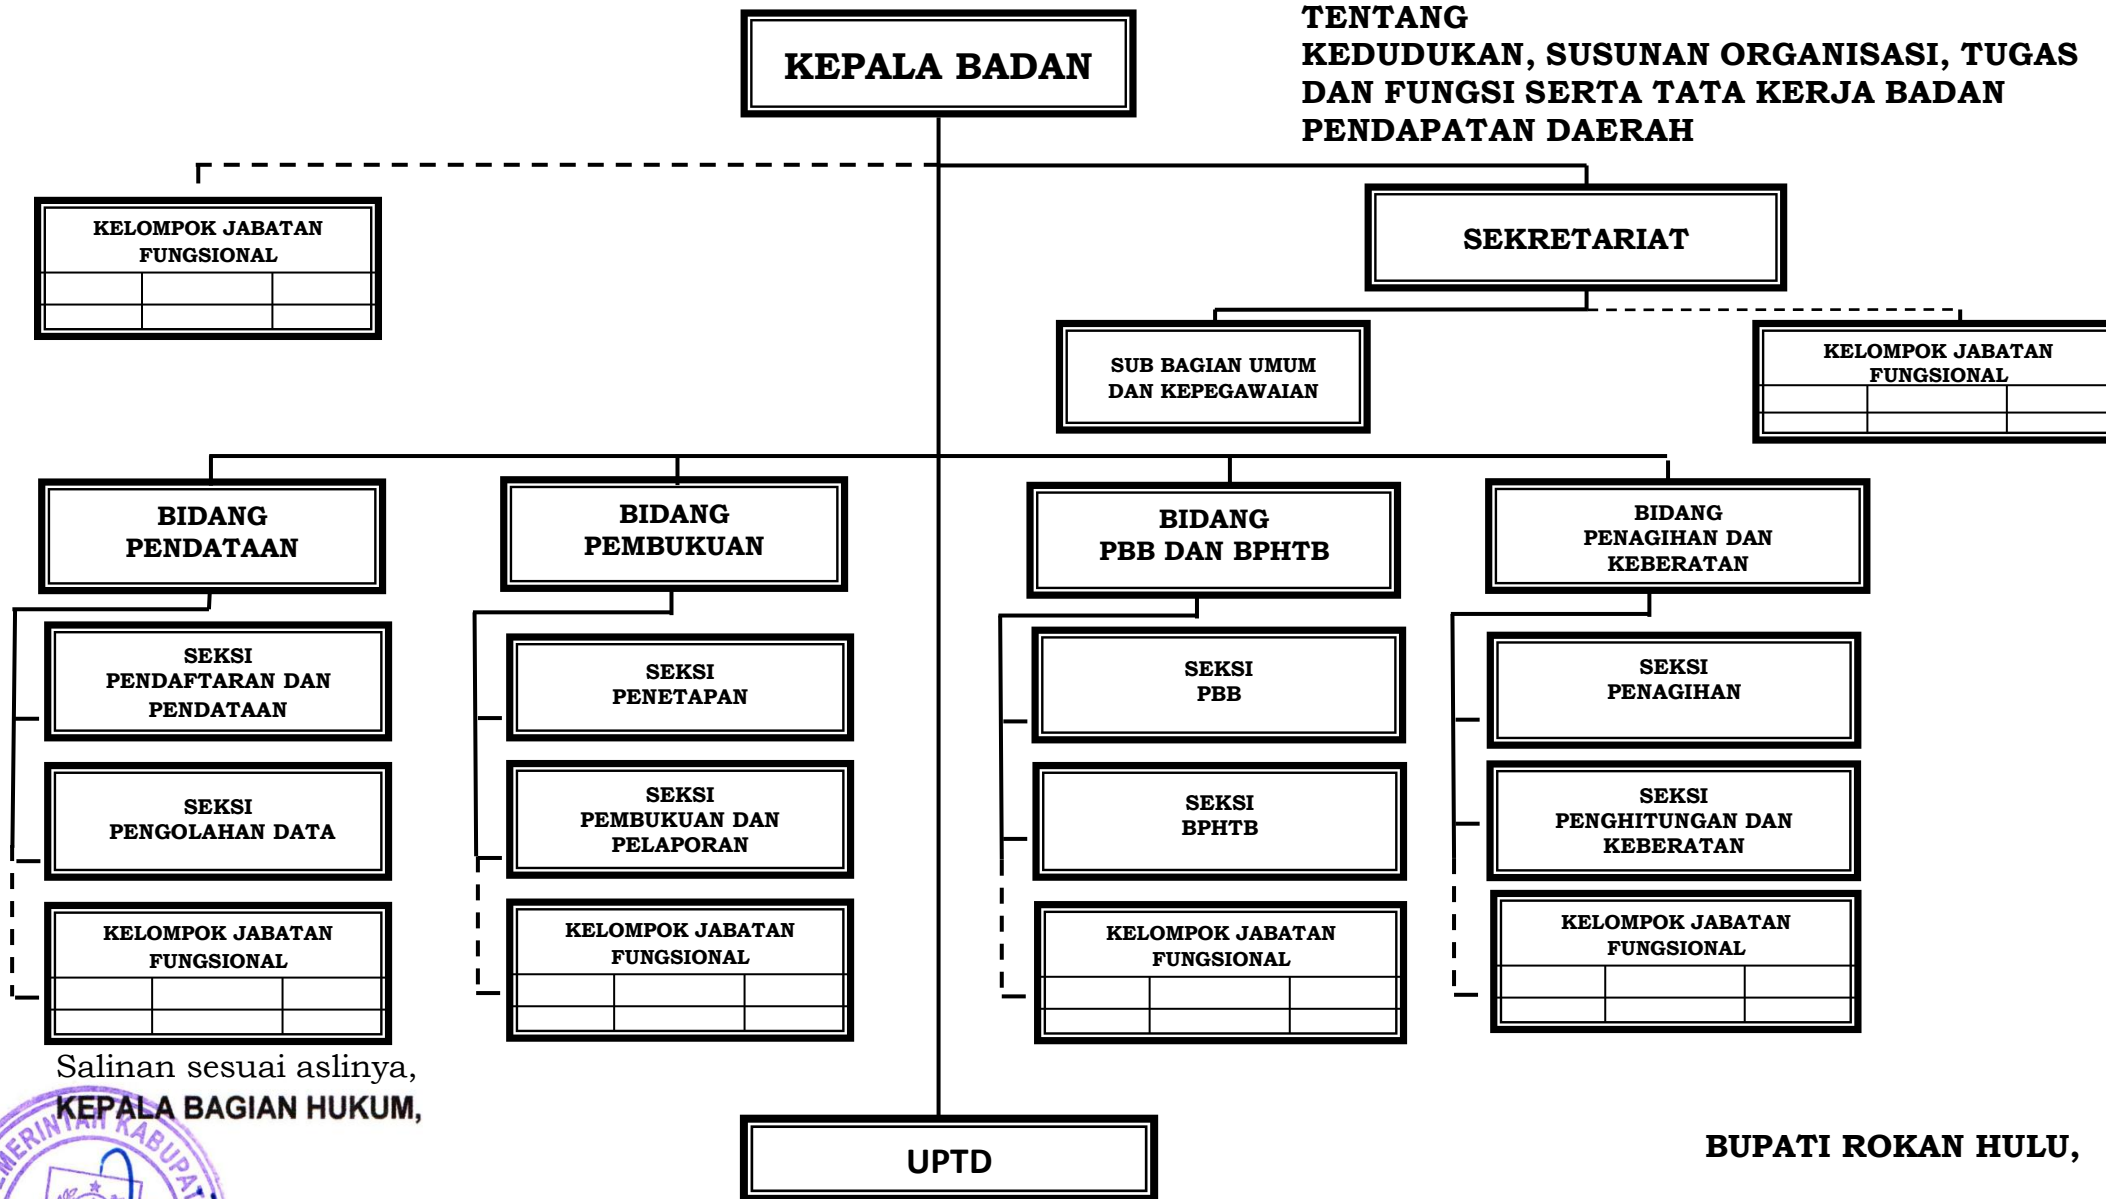 TENTANG
KEDUDUKAN, SUSUNAN ORGANISASI, TUGAS
DAN FUNGSI SERTA TATA KERJA BADAN
PENDAPATAN DAERAH
KEPALA BADAN
KELOMPOK JABATAN
FUNGSIONAL
SEKRETARIAT
SUB BAGIAN UMUM
DAN KEPEGAWAIAN
KELOMPOK JABATAN
FUNGSIONAL
BIDANG
PENDATAAN
BIDANG
PEMBUKUAN
BIDANG
PBB DAN BPHTB
BIDANG
PENAGIHAN DAN
KEBERATAN
SEKSI
PENDAFTARAN DAN
PENDATAAN
SEKSI
PENETAPAN
SEKSI
PBB
SEKSI
PENAGIHAN
SEKSI
PENGOLAHAN DATA
SEKSI
PEMBUKUAN DAN
PELAPORAN
SEKSI
BPHTB
SEKSI
PENGHITUNGAN DAN
KEBERATAN
KELOMPOK JABATAN
FUNGSIONAL
KELOMPOK JABATAN
FUNGSIONAL
KELOMPOK JABATAN
FUNGSIONAL
KELOMPOK JABATAN
FUNGSIONAL
Salinan sesuai aslinya,
KEPALA BAGIAN HUKUM,
UPTD
BUPATI ROKAN HULU,